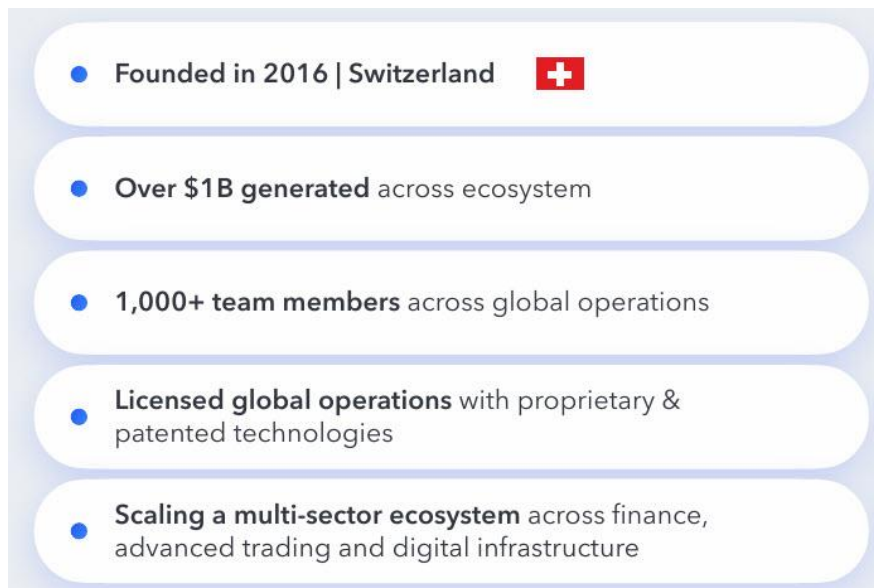 Founded in 2016 | Switzerland
Over $1B generated across ecosystem
1,000+ team members across global operations
Licensed global operations with proprietary &
patented technologies
Scaling a multi-sector ecosystem across finance,
advanced trading and digital infrastructure